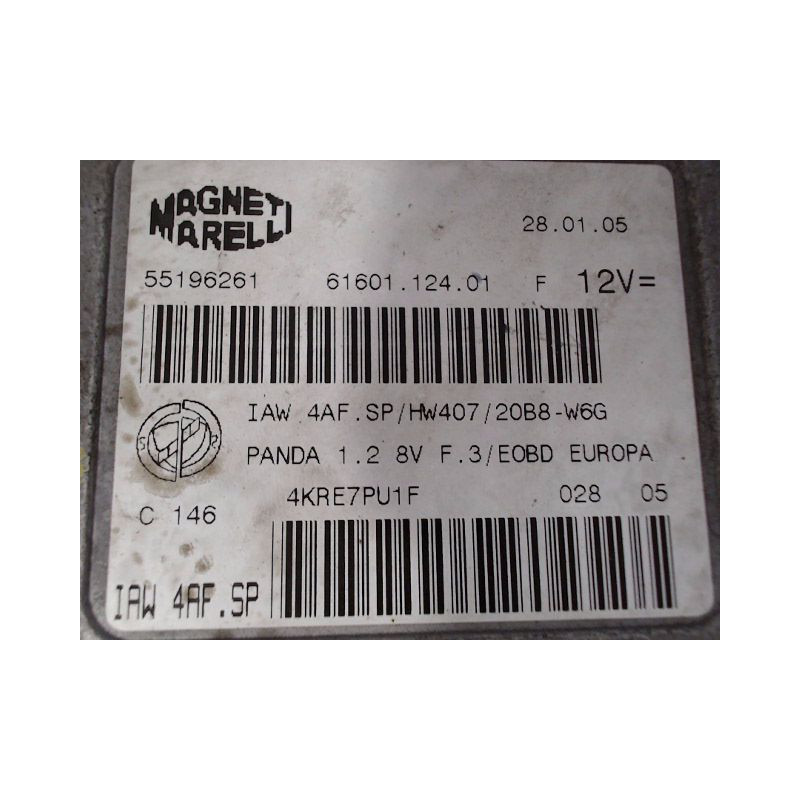 MAGNETI
MARELLI
28.01.05
55196261 61601.124.01 F 12V=
IAW 4AF.SP/HW407/20B8-W6G
S R
PANDA 1.2 8V F.3/EOBD EUROPA
4KRE7PU1F 028 05
C 146
IAW 4AF.SP